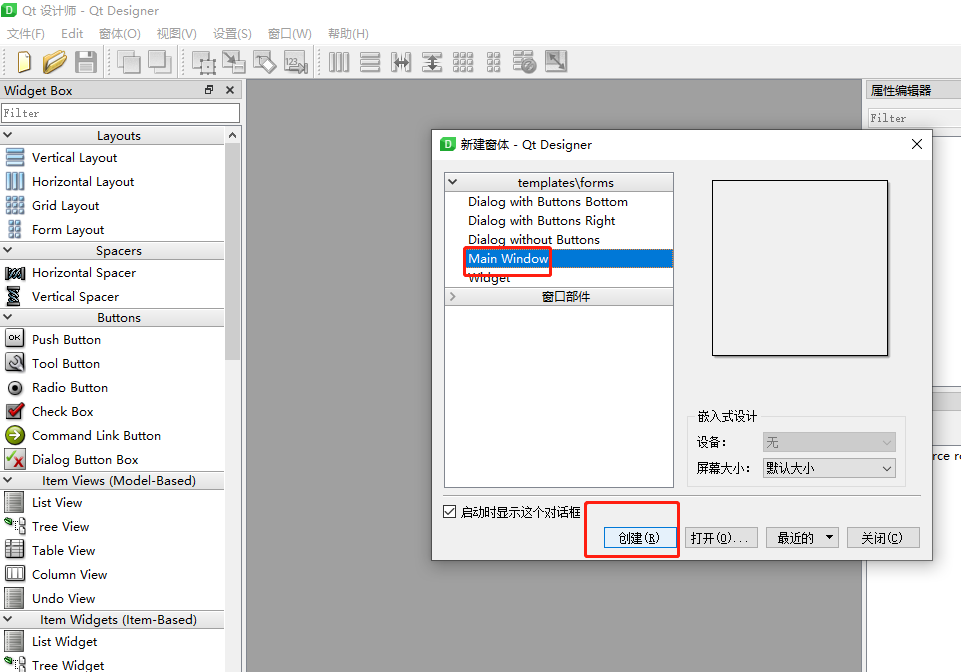 Qt 设计师 - Qt Designer
文件(F) Edit 窗体(O) 视图(V) 设置(S) 窗口(W) 帮助(H)
123
Widget Box
Filter
Layouts
Vertical Layout
Horizontal Layout
Grid Layout
Form Layout
Spacers
Horizontal Spacer
Vertical Spacer
Buttons
OK
Push Button
Tool Button
Radio Button
Check Box
Command Link Button
Dialog Button Box
Item Views (Model-Based)
List View
Tree View
Table View
Column View
Undo View
Item Widgets (Item-Based)
List Widget
Tree Widget
属性编辑器
Filter
新建窗体 - Qt Designer
templates\forms
Dialog with Buttons Bottom
Dialog with Buttons Right
Dialog without Buttons
Main Window
Widget
窗口部件
嵌入式设计
设备: 无
屏幕大小: 默认大小
启动时显示这个对话框
创建(R) 打开(O)... 最近的 关闭(C)